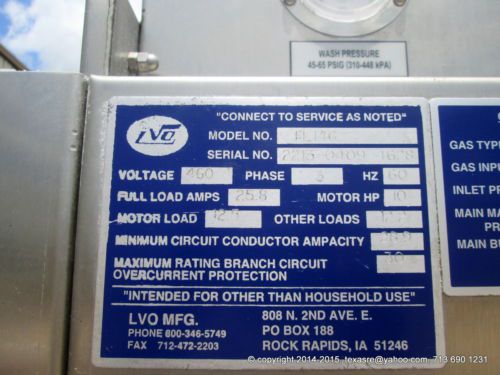 WASH PRESSURE
45-65 PSIG (310-448 kPA)
LVO
"CONNECT TO SERVICE AS NOTED"
MODEL NO.
SERIAL NO.
VOLTAGE 460 PHASE 3 HZ 60
FULL LOAD AMPS 25.8 MOTOR HP 10
MOTOR LOAD OTHER LOADS
MINIMUM CIRCUIT CONDUCTOR AMPACITY
MAXIMUM RATING BRANCH CIRCUIT
OVERCURRENT PROTECTION
"INTENDED FOR OTHER THAN HOUSEHOLD USE"
LVO MFG. 808 N. 2ND AVE. E.
PHONE 800-346-5749 PO BOX 188
FAX 712-472-2203 ROCK RAPIDS, IA 51246
GAS TYPE
GAS INPU
INLET PR
MAIN MA
PR
MAIN BU
© copyright 2014-2015 texasre@yahoo.com 713 690 1231